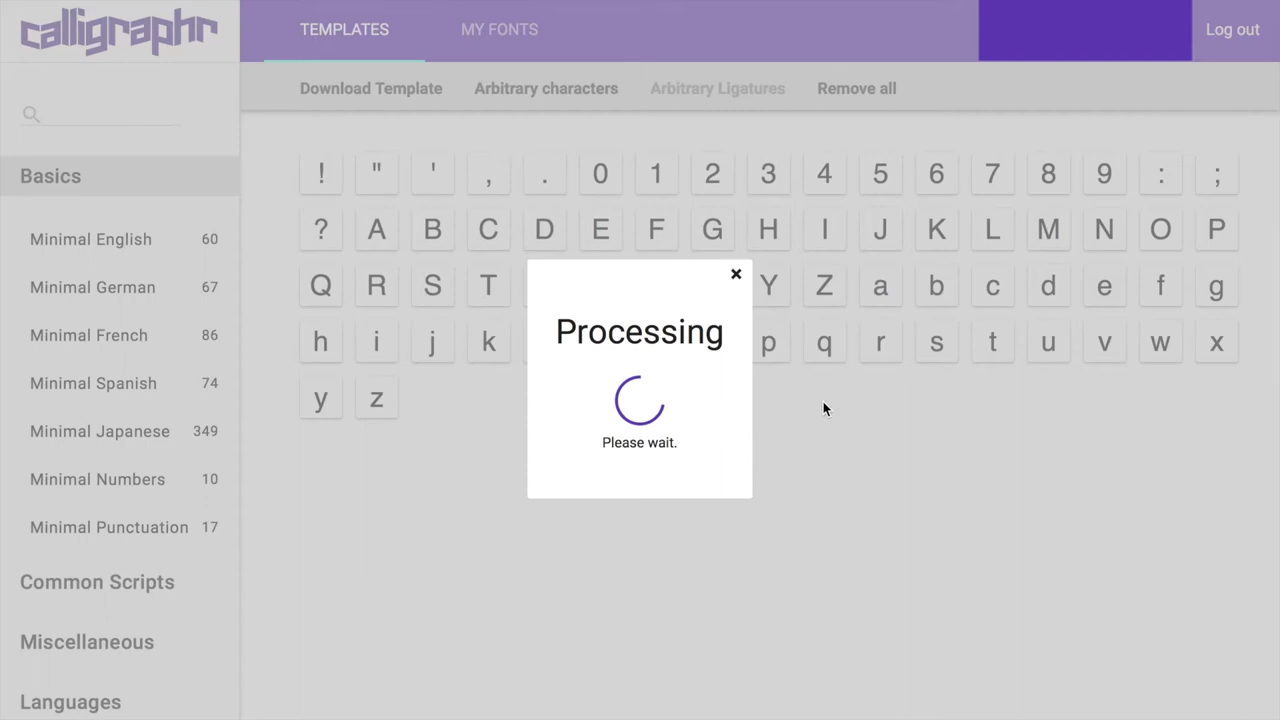 calligraphr
TEMPLATES MY FONTS Log out
Download Template Arbitrary characters Arbitrary Ligatures Remove all
Basics
Minimal English 60
Minimal German 67
Minimal French 86
Minimal Spanish 74
Minimal Japanese 349
Minimal Numbers 10
Minimal Punctuation 17
Common Scripts
Miscellaneous
Languages
! " ' , . 0 1 2 3 4 5 6 7 8 9 : ;
? A B C D E F G H I J K L M N O P
Q R S T Y Z a b c d e f g
h i j k p q r s t u v w x
y z
×
Processing
Please wait.